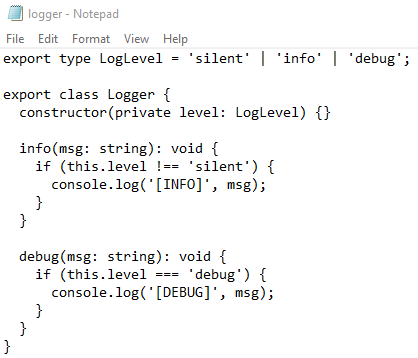 logger - Notepad
File Edit Format View Help
export type LogLevel = 'silent' | 'info' | 'debug';

export class Logger {
  constructor(private level: LogLevel) {}

  info(msg: string): void {
    if (this.level !== 'silent') {
      console.log('[INFO]', msg);
    }
  }

  debug(msg: string): void {
    if (this.level === 'debug') {
      console.log('[DEBUG]', msg);
    }
  }
}